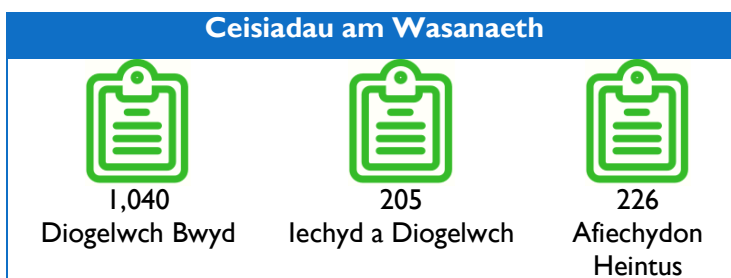 Ceisiadau am Wasanaeth
1,040
Diogelwch Bwyd
205
Iechyd a Diogelwch
226
Afiechydon
Heintus